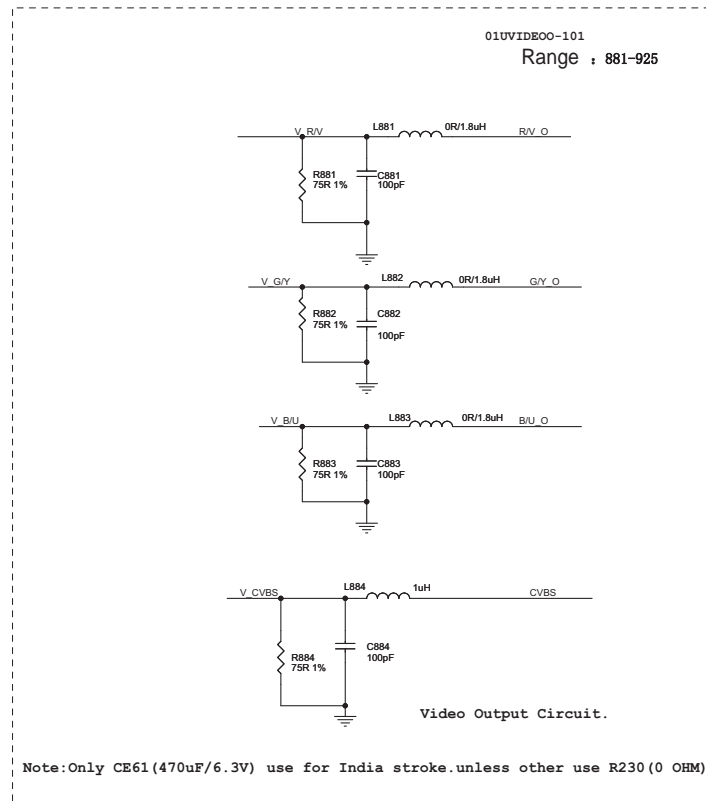 01UVIDEOO-101
Range : 881-925
V_R/V L881 0R/1.8uH R/V_O
R881 C881
75R 1% 100pF
V_G/Y L882 0R/1.8uH G/Y_O
R882 C882
75R 1% 100pF
V_B/U L883 0R/1.8uH B/U_O
R883 C883
75R 1% 100pF
V_CVBS L884 1uH CVBS
R884 C884
75R 1% 100pF
Video Output Circuit.
Note:Only CE61(470uF/6.3V) use for India stroke.unless other use R230(0 OHM)